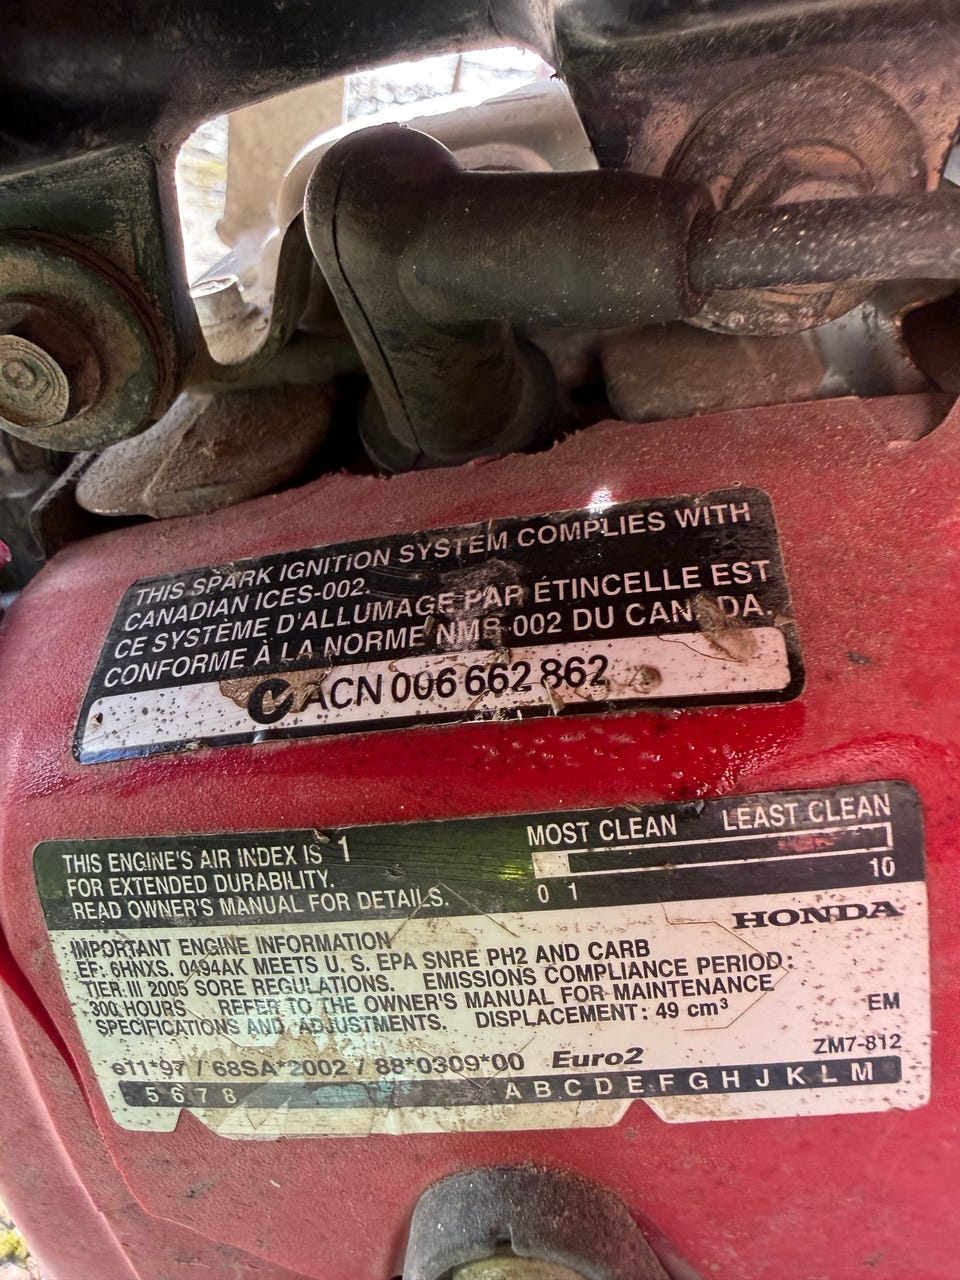 THIS SPARK IGNITION SYSTEM COMPLIES WITH
CANADIAN ICES-002.
CE SYSTÈME D'ALLUMAGE PAR ÉTINCELLE EST
CONFORME À LA NORME NMB-002 DU CANADA.
ACN 006 662 862
THIS ENGINE'S AIR INDEX IS 1
FOR EXTENDED DURABILITY.
READ OWNER'S MANUAL FOR DETAILS.
MOST CLEAN LEAST CLEAN
0 1 10
HONDA
IMPORTANT ENGINE INFORMATION
EF: 6HNXS. 0494AK MEETS U. S. EPA SNRE PH2 AND CARB
TIER III 2005 SORE REGULATIONS. EMISSIONS COMPLIANCE PERIOD:
300 HOURS REFER TO THE OWNER'S MANUAL FOR MAINTENANCE
SPECIFICATIONS AND ADJUSTMENTS. DISPLACEMENT: 49 cm³
EM
e11*97 / 68SA*2002 / 88*0309*00 Euro2
ZM7-812
5 6 7 8 A B C D E F G H J K L M